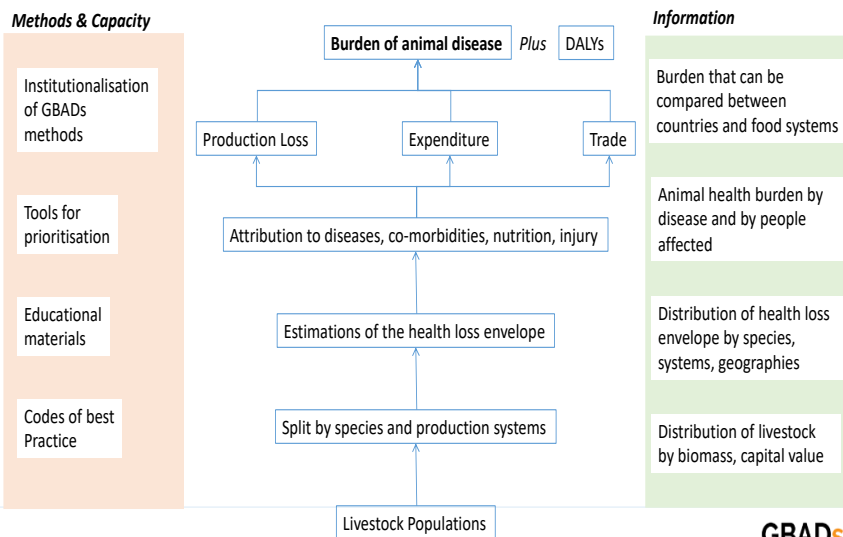 Methods & Capacity
Institutionalisation
of GBADs
methods
Tools for
prioritisation
Educational
materials
Codes of best
Practice
Burden of animal disease Plus DALYs
Production Loss Expenditure Trade
Attribution to diseases, co-morbidities, nutrition, injury
Estimations of the health loss envelope
Split by species and production systems
Livestock Populations
Information
Burden that can be
compared between
countries and food systems
Animal health burden by
disease and by people
affected
Distribution of health loss
envelope by species,
systems, geographies
Distribution of livestock
by biomass, capital value
GBADs